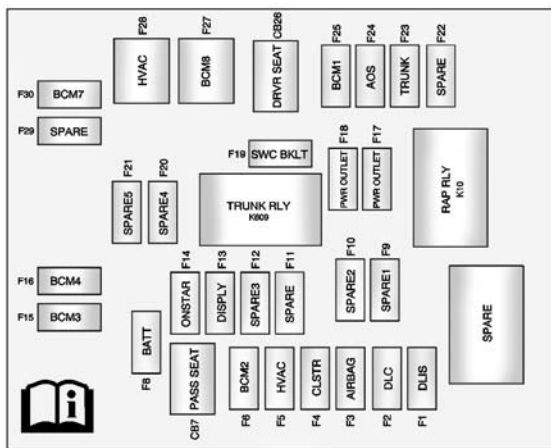 F28
HVAC
F27
BCM8
CB26
DRVR SEAT
F25
BCM1
F24
AOS
F23
TRUNK
F22
SPARE
F30
BCM7
F29
SPARE
F19
SWC BKLT
F18
PWR OUTLET
F17
PWR OUTLET
RAP RLY
K10
F21
SPARE5
F20
SPARE4
TRUNK RLY
K609
F16
BCM4
F15
BCM3
F14
ONSTAR
F13
DISPLY
F12
SPARE3
F11
SPARE
F10
SPARE2
F9
SPARE1
SPARE
BATT
F8
PASS SEAT
CB7
BCM2
F6
HVAC
F5
CLSTR
F4
AIRBAG
F3
DLC
F2
DLIS
F1
i